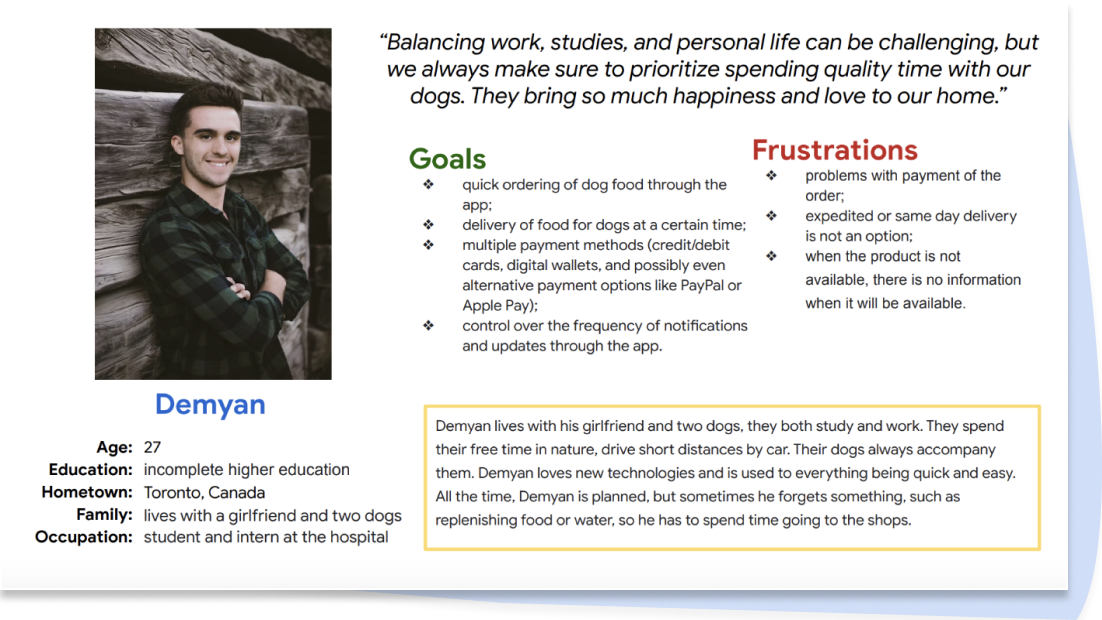 “Balancing work, studies, and personal life can be challenging, but
we always make sure to prioritize spending quality time with our
dogs. They bring so much happiness and love to our home.”
Goals
❖ quick ordering of dog food through the
app;
❖ delivery of food for dogs at a certain time;
❖ multiple payment methods (credit/debit
cards, digital wallets, and possibly even
alternative payment options like PayPal or
Apple Pay);
❖ control over the frequency of notifications
and updates through the app.
Frustrations
❖ problems with payment of the
order;
❖ expedited or same day delivery
is not an option;
❖ when the product is not
available, there is no information
when it will be available.
Demyan
Age: 27
Education: incomplete higher education
Hometown: Toronto, Canada
Family: lives with a girlfriend and two dogs
Occupation: student and intern at the hospital
Demyan lives with his girlfriend and two dogs, they both study and work. They spend
their free time in nature, drive short distances by car. Their dogs always accompany
them. Demyan loves new technologies and is used to everything being quick and easy.
All the time, Demyan is planned, but sometimes he forgets something, such as
replenishing food or water, so he has to spend time going to the shops.